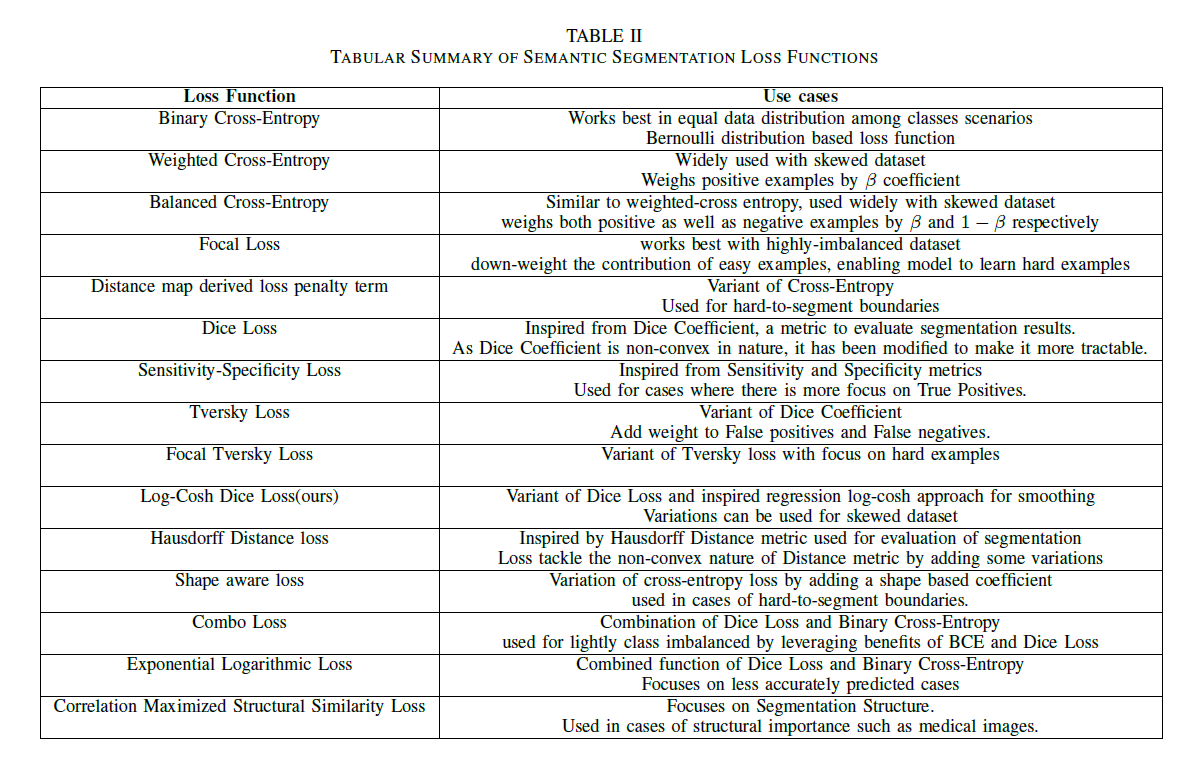 TABLE II
TABULAR SUMMARY OF SEMANTIC SEGMENTATION LOSS FUNCTIONS
Loss Function Use cases
Binary Cross-Entropy Works best in equal data distribution among classes scenarios
Bernoulli distribution based loss function
Weighted Cross-Entropy Widely used with skewed dataset
Weighs positive examples by β coefficient
Balanced Cross-Entropy Similar to weighted-cross entropy, used widely with skewed dataset
weighs both positive as well as negative examples by β and 1 − β respectively
Focal Loss works best with highly-imbalanced dataset
down-weight the contribution of easy examples, enabling model to learn hard examples
Distance map derived loss penalty term Variant of Cross-Entropy
Used for hard-to-segment boundaries
Dice Loss Inspired from Dice Coefficient, a metric to evaluate segmentation results.
As Dice Coefficient is non-convex in nature, it has been modified to make it more tractable.
Sensitivity-Specificity Loss Inspired from Sensitivity and Specificity metrics
Used for cases where there is more focus on True Positives.
Tversky Loss Variant of Dice Coefficient
Add weight to False positives and False negatives.
Focal Tversky Loss Variant of Tversky loss with focus on hard examples
Log-Cosh Dice Loss(ours) Variant of Dice Loss and inspired regression log-cosh approach for smoothing
Variations can be used for skewed dataset
Hausdorff Distance loss Inspired by Hausdorff Distance metric used for evaluation of segmentation
Loss tackle the non-convex nature of Distance metric by adding some variations
Shape aware loss Variation of cross-entropy loss by adding a shape based coefficient
used in cases of hard-to-segment boundaries.
Combo Loss Combination of Dice Loss and Binary Cross-Entropy
used for lightly class imbalanced by leveraging benefits of BCE and Dice Loss
Exponential Logarithmic Loss Combined function of Dice Loss and Binary Cross-Entropy
Focuses on less accurately predicted cases
Correlation Maximized Structural Similarity Loss Focuses on Segmentation Structure.
Used in cases of structural importance such as medical images.